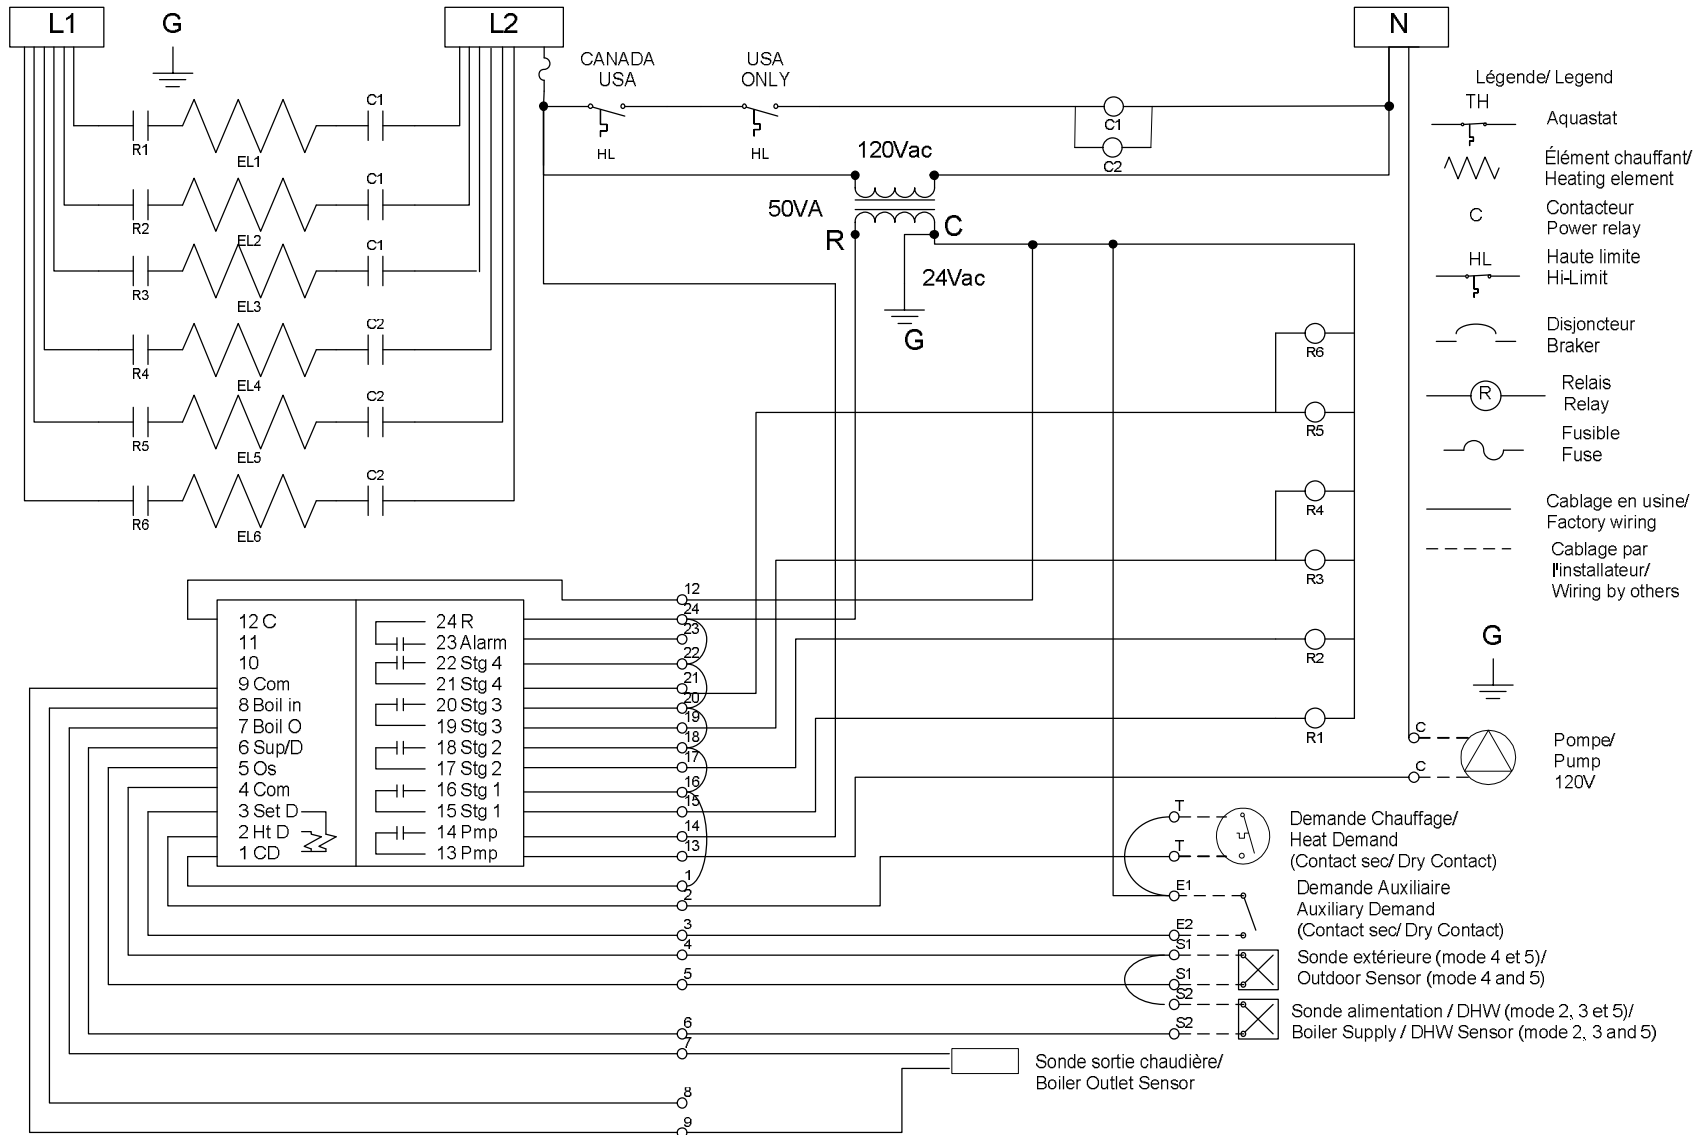 L1
G
L2
N
CANADA
USA
USA
ONLY
HL
HL
C1
C2
120Vac
50VA
R
C
24Vac
G
R1
EL1
C1
R2
EL2
C1
R3
EL3
C1
R4
EL4
C2
R5
EL5
C2
R6
EL6
C2
Légende/ Legend
TH
Aquastat
Élément chauffant/
Heating element
C
Contacteur
Power relay
HL
Haute limite
Hi-Limit
Disjoncteur
Braker
R
Relais
Relay
Fusible
Fuse
Cablage en usine/
Factory wiring
Cablage par
l'installateur/
Wiring by others
R6
R5
R4
R3
R2
R1
12 C
11
10
9 Com
8 Boil in
7 Boil O
6 Sup/D
5 Os
4 Com
3 Set D
2 Ht D
1 CD
24 R
23 Alarm
22 Stg 4
21 Stg 4
20 Stg 3
19 Stg 3
18 Stg 2
17 Stg 2
16 Stg 1
15 Stg 1
14 Pmp
13 Pmp
12
24
23
22
21
20
19
18
17
16
15
14
13
1
2
3
4
5
6
7
8
9
G
C
C
Pompe/
Pump
120V
T
T
Demande Chauffage/
Heat Demand
(Contact sec/ Dry Contact)
E1
E2
Demande Auxiliaire
Auxiliary Demand
(Contact sec/ Dry Contact)
S1
S1
Sonde extérieure (mode 4 et 5)/
Outdoor Sensor (mode 4 and 5)
S2
S2
Sonde alimentation / DHW (mode 2, 3 et 5)/
Boiler Supply / DHW Sensor (mode 2, 3 and 5)
Sonde sortie chaudière/
Boiler Outlet Sensor